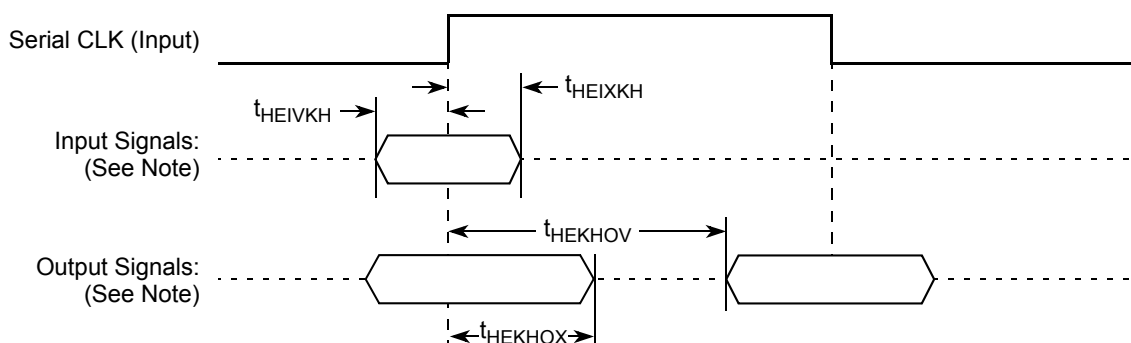 Serial CLK (Input)
tHEIXKH
tHEIVKH
Input Signals:
(See Note)
tHEKHOV
Output Signals:
(See Note)
tHEKHOX